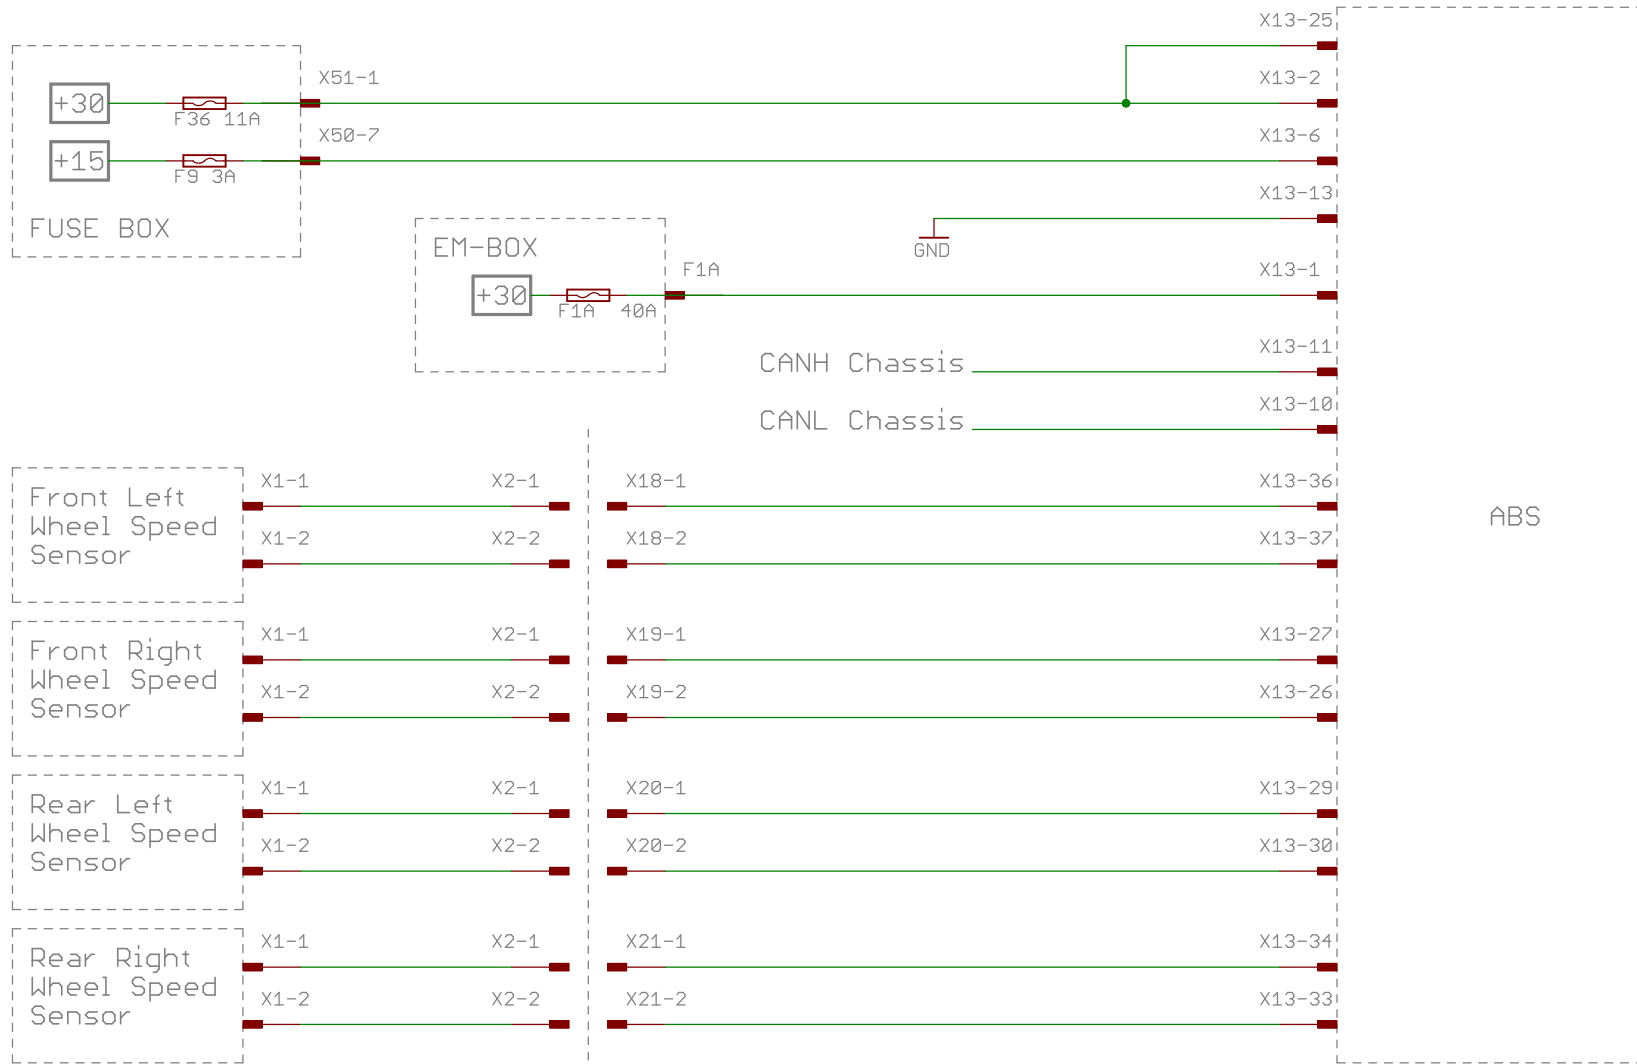 X13-25
X51-1
X13-2
+30
F36 11A
X50-7
X13-6
+15
F9 3A
X13-13
FUSE BOX
GND
EM-BOX
F1A
X13-1
+30
F1A 40A
X13-11
CANH Chassis
X13-10
CANL Chassis
X1-1 X2-1 X18-1 X13-36
Front Left
Wheel Speed
Sensor
X1-2 X2-2 X18-2 X13-37
ABS
X1-1 X2-1 X19-1 X13-27
Front Right
Wheel Speed
Sensor
X1-2 X2-2 X19-2 X13-26
X1-1 X2-1 X20-1 X13-29
Rear Left
Wheel Speed
Sensor
X1-2 X2-2 X20-2 X13-30
X1-1 X2-1 X21-1 X13-34
Rear Right
Wheel Speed
Sensor
X1-2 X2-2 X21-2 X13-33